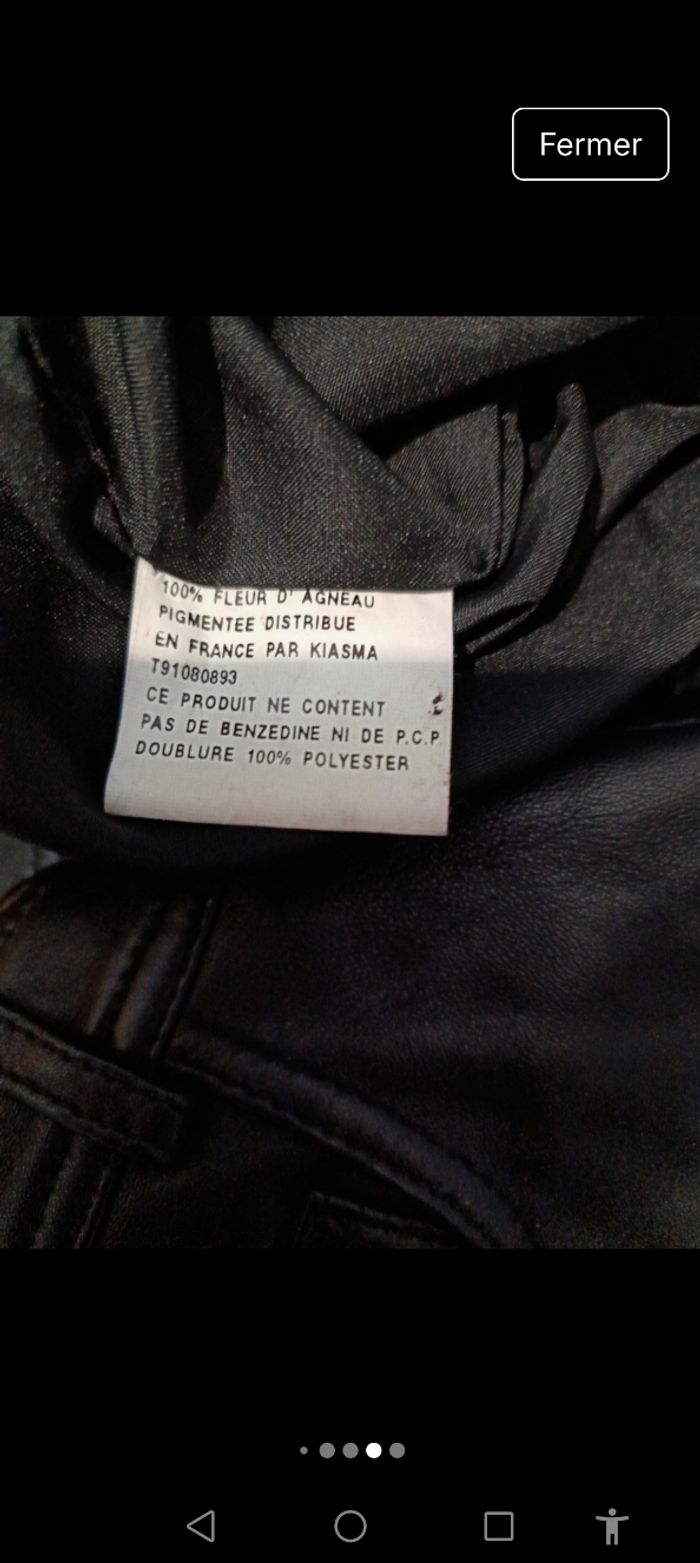 Fermer
100% FLEUR D' AGNEAU
PIGMENTEE DISTRIBUE
EN FRANCE PAR KIASMA
T91080893
CE PRODUIT NE CONTENT
PAS DE BENZEDINE NI DE P.C.P
DOUBLURE 100% POLYESTER